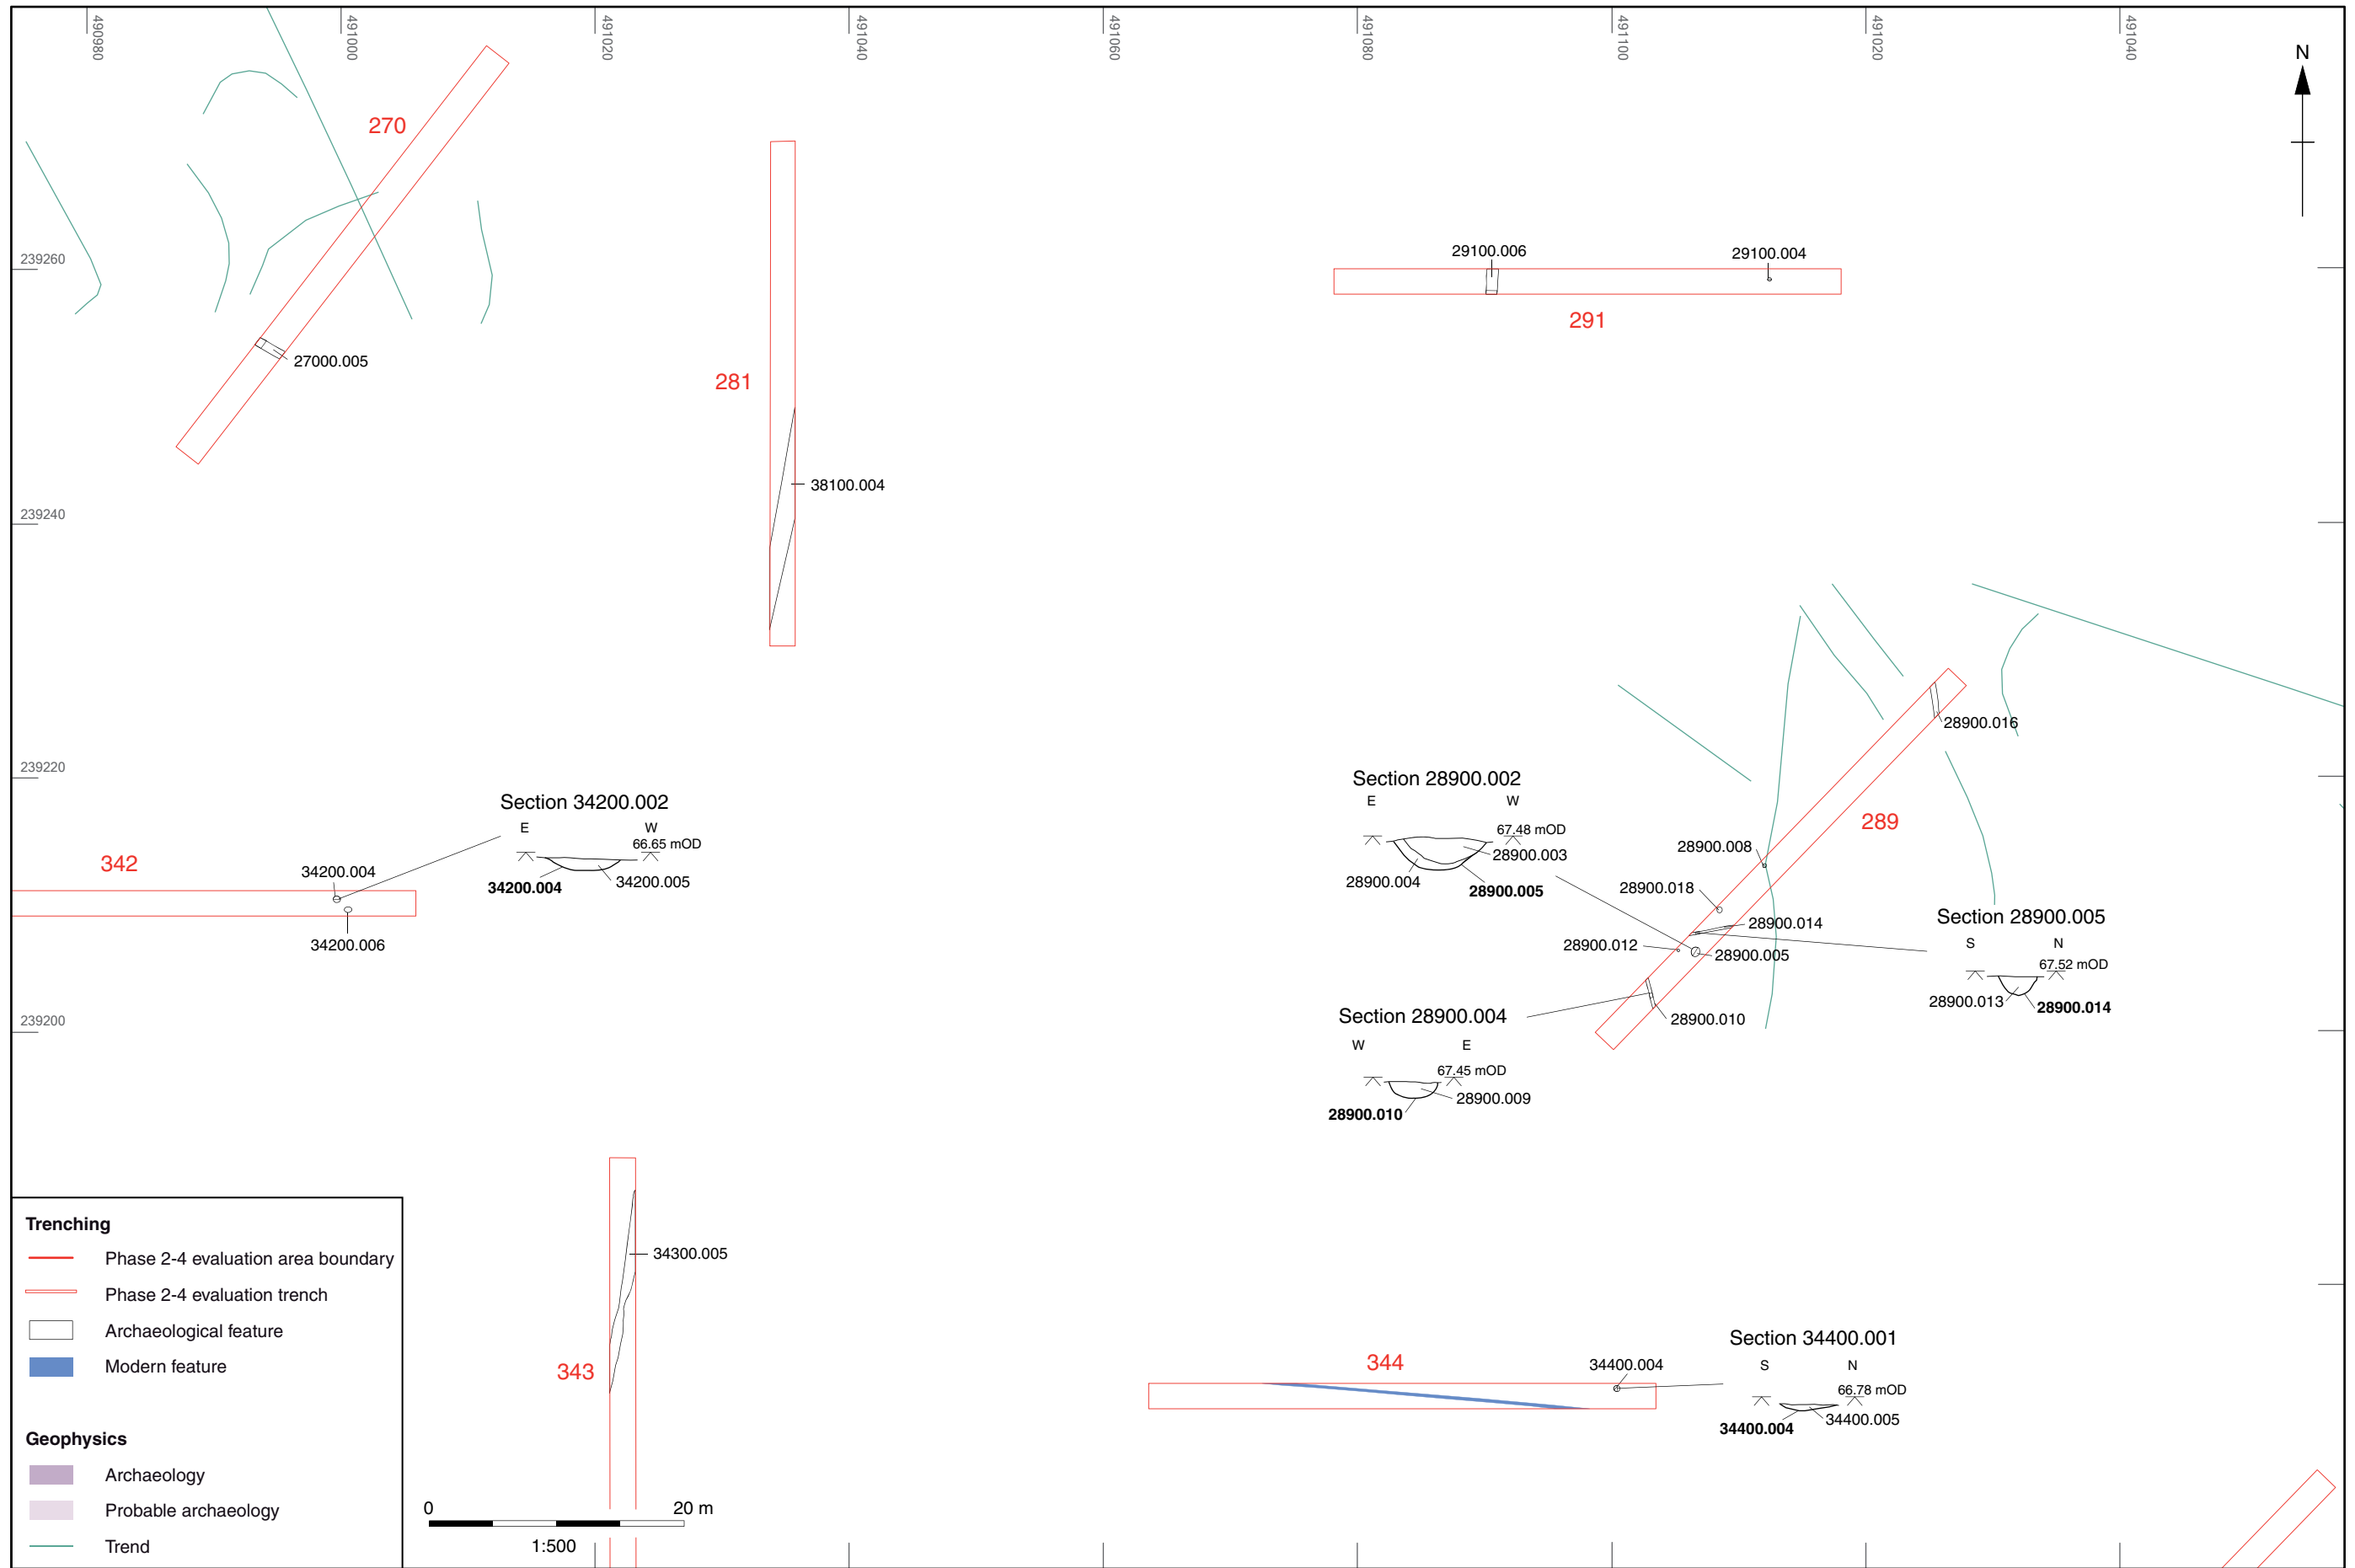 490980
491000
491020
491040
491060
491080
491100
491020
491040
N
270
239260
29100.006
29100.004
291
27000.005
281
38100.004
239240
28900.016
239220
Section 28900.002
E
W
67.48 mOD
28900.003
28900.004
28900.005
289
28900.008
28900.018
28900.014
28900.012
28900.005
Section 34200.002
E
W
66.65 mOD
34200.004
34200.005
342
34200.004
34200.006
Section 28900.005
S
N
67.52 mOD
28900.013
28900.014
239200
Section 28900.004
W
E
67.45 mOD
28900.009
28900.010
28900.010
34300.005
343
344
34400.004
Section 34400.001
S
N
66.78 mOD
34400.005
34400.004
Trenching
Phase 2-4 evaluation area boundary
Phase 2-4 evaluation trench
Archaeological feature
Modern feature
Geophysics
Archaeology
Probable archaeology
Trend
0
20 m
1:500